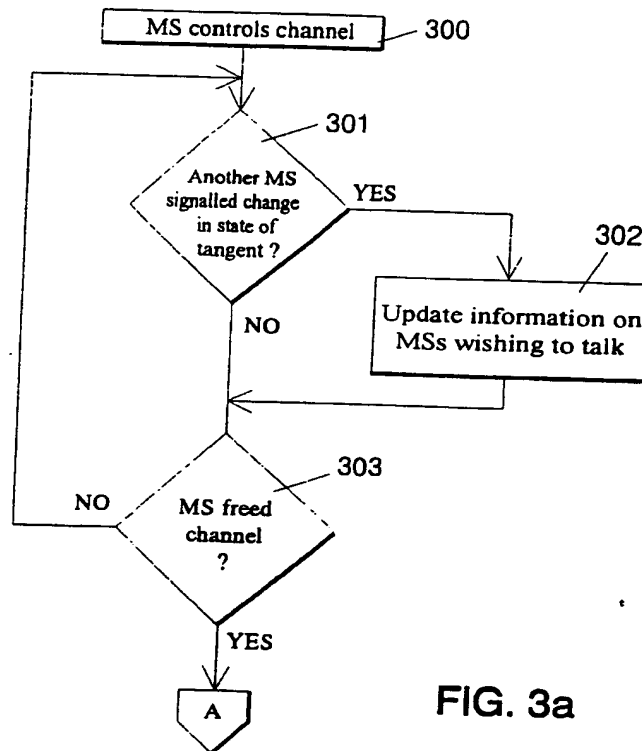 MS controls channel
300
301
Another MS
signalled change
in state of
tangent ?
YES
302
Update information on
MSs wishing to talk
NO
303
NO
MS freed
channel
?
YES
A
FIG. 3a